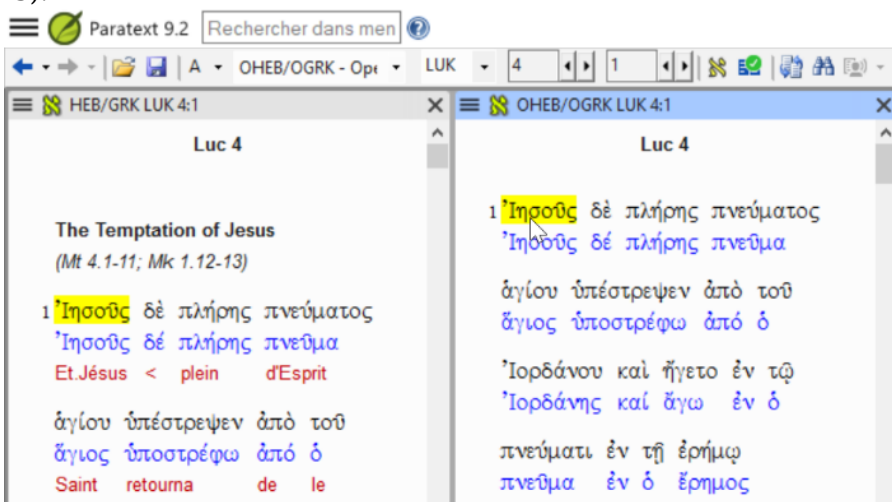 Paratext 9.2 Rechercher dans men
A OHEB/OGRK - Ope LUK 4 1
HEB/GRK LUK 4:1
Luc 4
The Temptation of Jesus
(Mt 4.1-11; Mk 1.12-13)
1 Ἰησοῦς δὲ πλήρης πνεύματος
Ἰησοῦς δέ πλήρης πνεῦμα
Et.Jésus < plein d'Esprit
ἁγίου ὑπέστρεψεν ἀπὸ τοῦ
ἅγιος ὑποστρέφω ἀπό ὁ
Saint retourna de le
OHEB/OGRK LUK 4:1
Luc 4
1 Ἰησοῦς δὲ πλήρης πνεύματος
Ἰησοῦς δέ πλήρης πνεῦμα
ἁγίου ὑπέστρεψεν ἀπὸ τοῦ
ἅγιος ὑποστρέφω ἀπό ὁ
Ἰορδάνου καὶ ἤγετο ἐν τῷ
Ἰορδάνης καί ἄγω ἐν ὁ
πνεύματι ἐν τῇ ἐρήμῳ
πνεῦμα ἐν ὁ ἔρημος